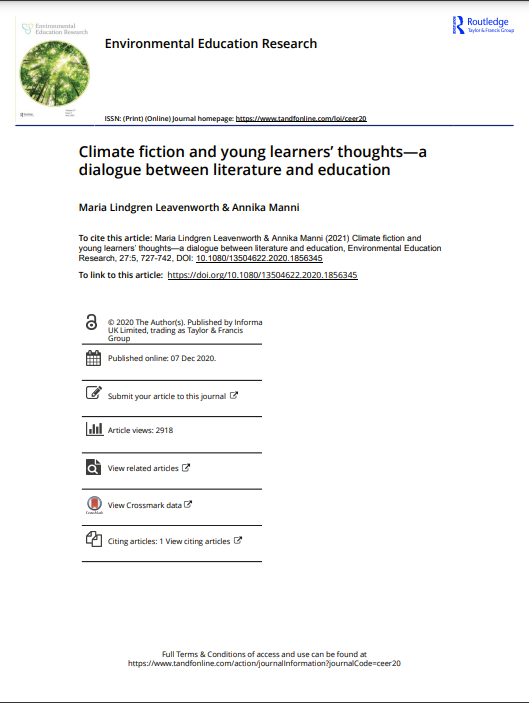 Environmental
Education
Research
Routledge
Taylor & Francis Group
Environmental Education Research
ISSN: (Print) (Online) Journal homepage: https://www.tandfonline.com/loi/ceer20
Climate fiction and young learners’ thoughts—a
dialogue between literature and education
Maria Lindgren Leavenworth & Annika Manni
To cite this article: Maria Lindgren Leavenworth & Annika Manni (2021) Climate fiction and
young learners’ thoughts—a dialogue between literature and education, Environmental Education
Research, 27:5, 727-742, DOI: 10.1080/13504622.2020.1856345
To link to this article: https://doi.org/10.1080/13504622.2020.1856345
© 2020 The Author(s). Published by Informa
UK Limited, trading as Taylor & Francis
Group
Published online: 07 Dec 2020.
Submit your article to this journal
Article views: 2918
View related articles
View Crossmark data
CrossMark
Citing articles: 1 View citing articles
Full Terms & Conditions of access and use can be found at
https://www.tandfonline.com/action/journalInformation?journalCode=ceer20